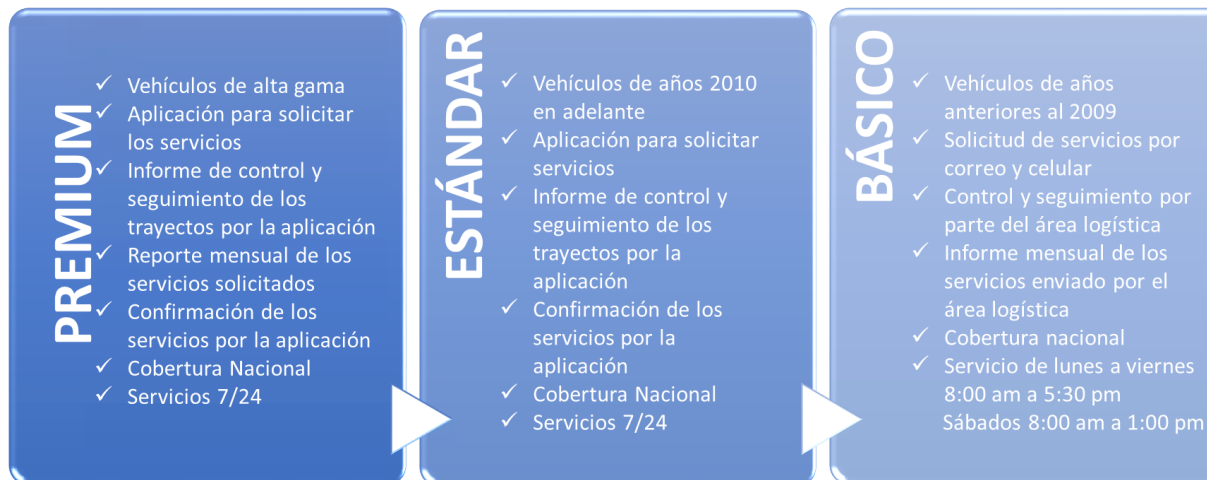 PREMIUM
✓ Vehículos de alta gama
✓ Aplicación para solicitar
los servicios
✓ Informe de control y
seguimiento de los
trayectos por la aplicación
✓ Reporte mensual de los
servicios solicitados
✓ Confirmación de los
servicios por la aplicación
✓ Cobertura Nacional
✓ Servicios 7/24
ESTÁNDAR
✓ Vehículos de años 2010
en adelante
✓ Aplicación para solicitar
servicios
✓ Informe de control y
seguimiento de los
trayectos por la
aplicación
✓ Confirmación de los
servicios por la
aplicación
✓ Cobertura Nacional
✓ Servicios 7/24
BÁSICO
✓ Vehículos de años
anteriores al 2009
✓ Solicitud de servicios por
correo y celular
✓ Control y seguimiento por
parte del área logística
✓ Informe mensual de los
servicios enviado por el
área logística
✓ Cobertura nacional
✓ Servicio de lunes a viernes
8:00 am a 5:30 pm
Sábados 8:00 am a 1:00 pm